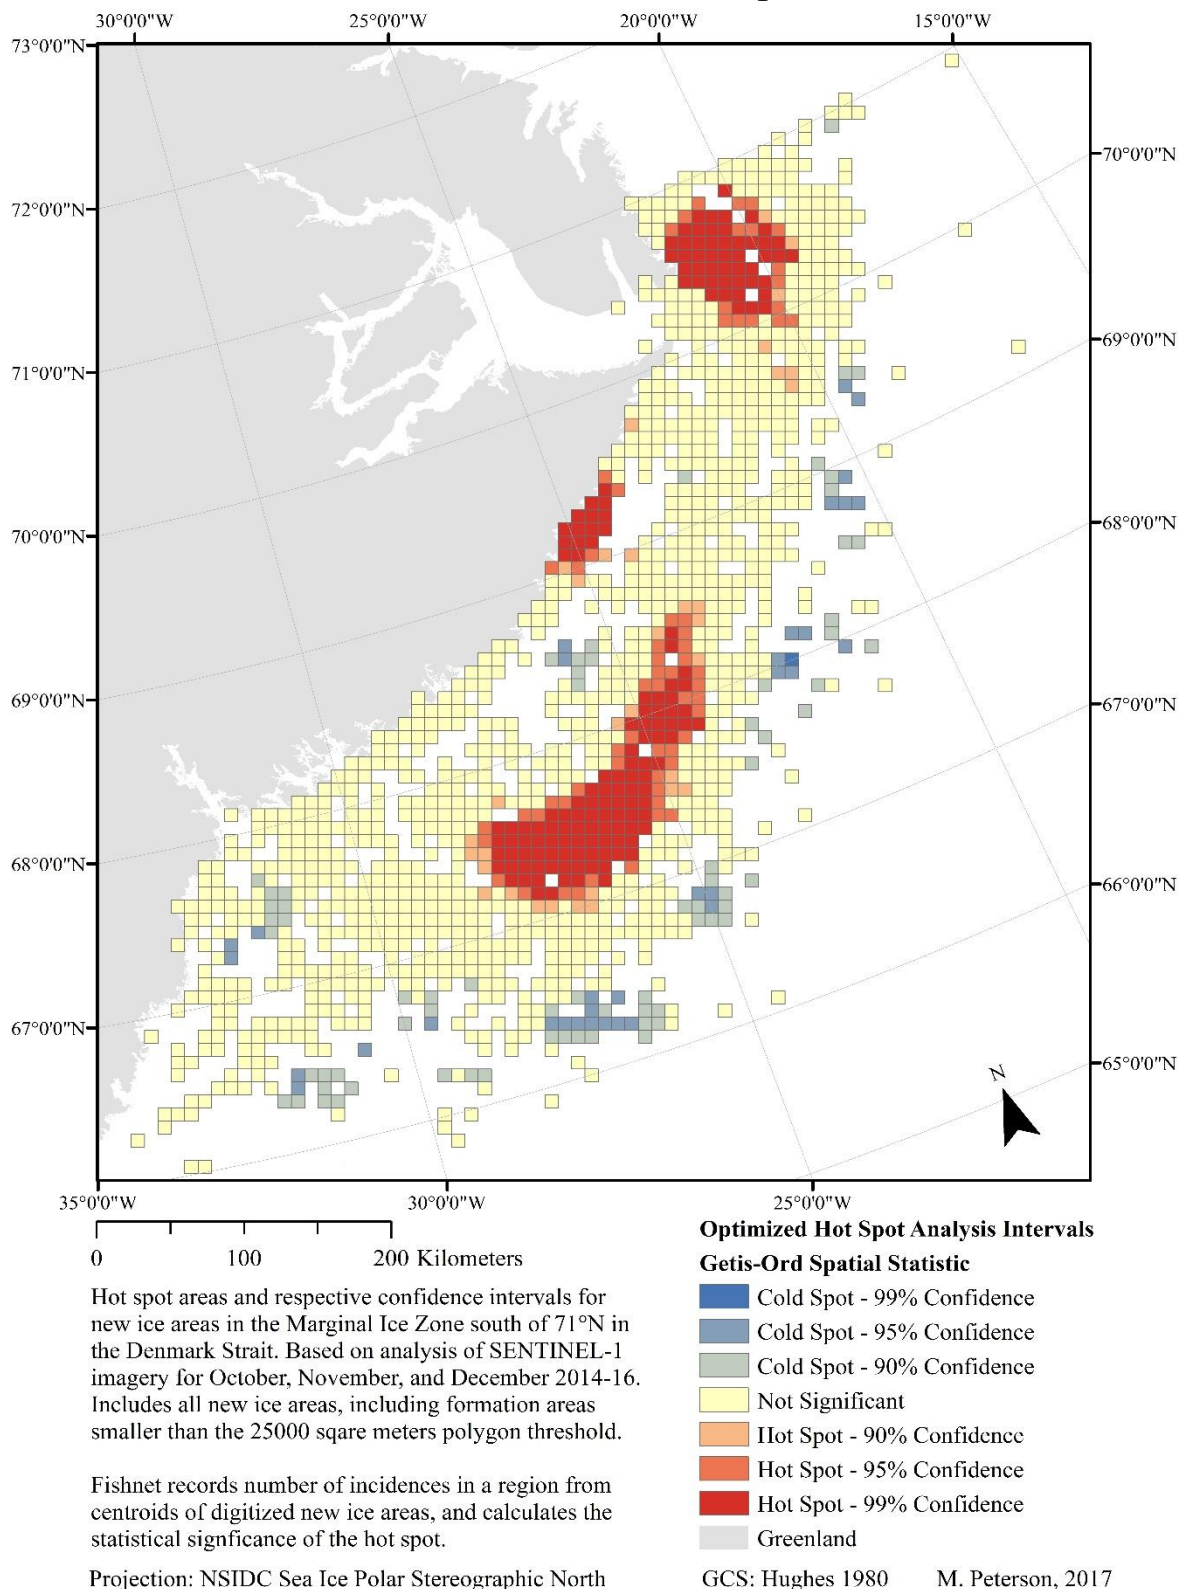 30°0'0"W 25°0'0"W 20°0'0"W 15°0'0"W
73°0'0"N
70°0'0"N
72°0'0"N
69°0'0"N
71°0'0"N
68°0'0"N
70°0'0"N
69°0'0"N
67°0'0"N
68°0'0"N
66°0'0"N
67°0'0"N
65°0'0"N
N
35°0'0"W 30°0'0"W 25°0'0"W
0 100 200 Kilometers
Hot spot areas and respective confidence intervals for
new ice areas in the Marginal Ice Zone south of 71°N in
the Denmark Strait. Based on analysis of SENTINEL-1
imagery for October, November, and December 2014-16.
Includes all new ice areas, including formation areas
smaller than the 25000 sqare meters polygon threshold.
Fishnet records number of incidences in a region from
centroids of digitized new ice areas, and calculates the
statistical signficance of the hot spot.
Projection: NSIDC Sea Ice Polar Stereographic North
Optimized Hot Spot Analysis Intervals
Getis-Ord Spatial Statistic
Cold Spot - 99% Confidence
Cold Spot - 95% Confidence
Cold Spot - 90% Confidence
Not Significant
Hot Spot - 90% Confidence
Hot Spot - 95% Confidence
Hot Spot - 99% Confidence
Greenland
GCS: Hughes 1980 M. Peterson, 2017